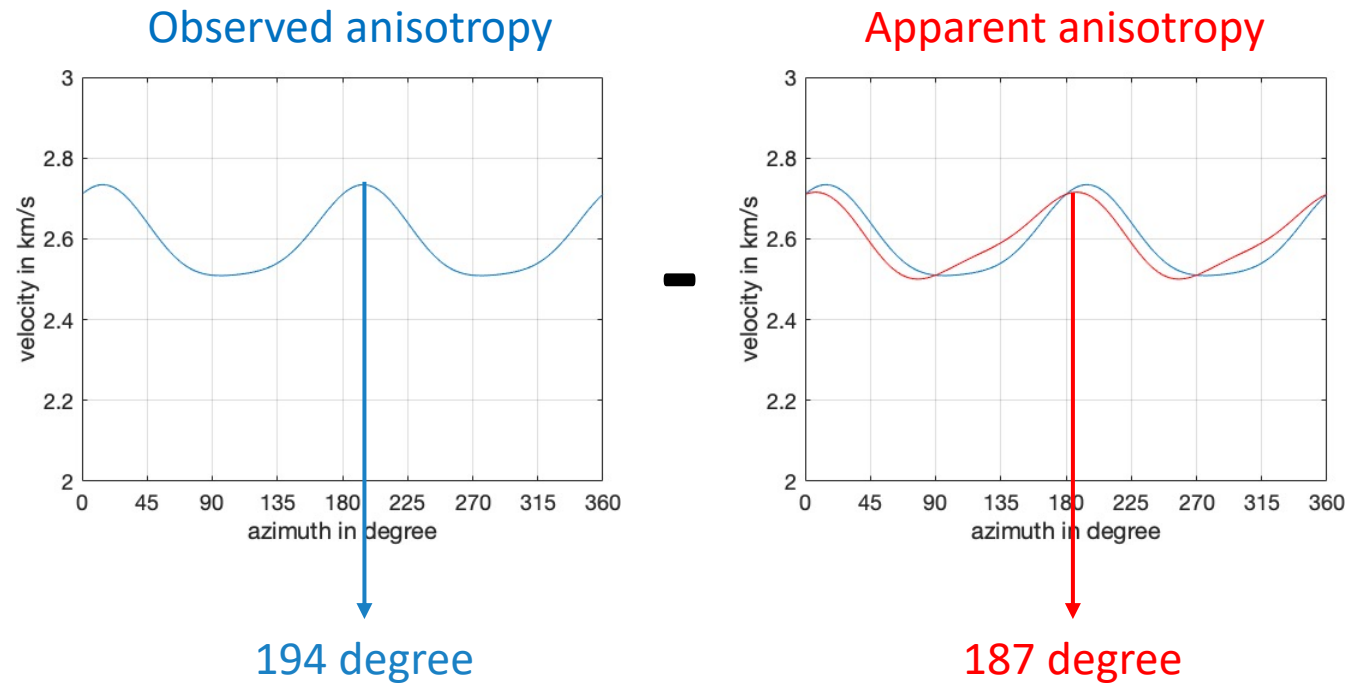 Observed anisotropy
3
2.8
2.6
2.4
2.2
2
velocity in km/s
0 45 90 135 180 225 270 315 360
azimuth in degree
194 degree
-
Apparent anisotropy
3
2.8
2.6
2.4
2.2
2
velocity in km/s
0 45 90 135 180 225 270 315 360
azimuth in degree
187 degree